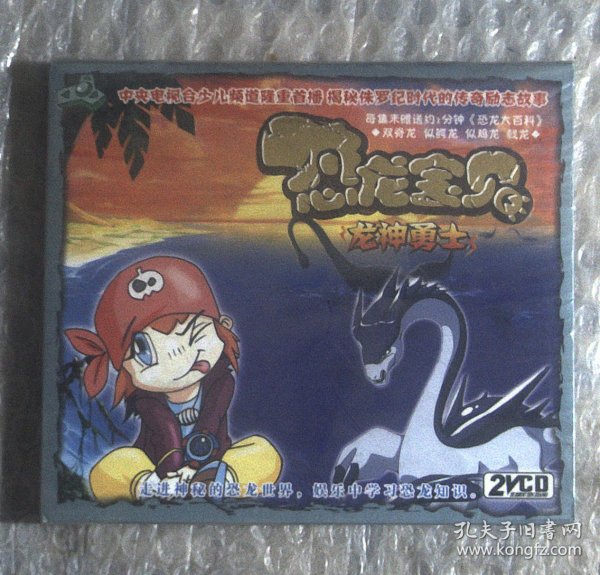 中央电视台少儿频道隆重首播 揭秘侏罗纪时代的传奇励志故事
每集末赠送约1分钟《恐龙大百科》
◆双脊龙 似鳄龙 似鸡龙 戟龙◆
恐龙宝贝
龙神勇士
走进神秘的恐龙世界，娱乐中学习恐龙知识。
2VCD
孔夫子旧书网
www.kongfz.com